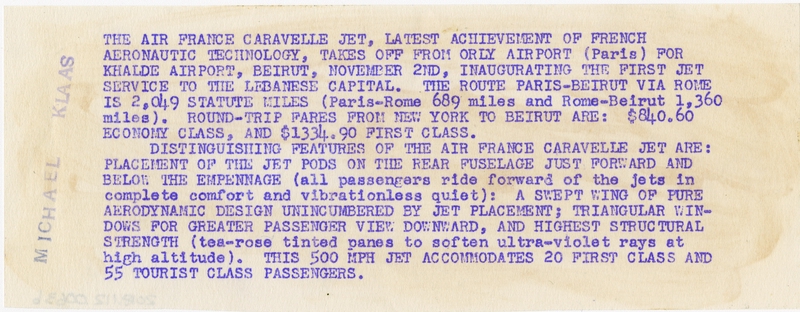 THE AIR FRANCE CARAVELLE JET, LATEST ACHIEVEMENT OF FRENCH
AERONAUTIC TECHNOLOGY, TAKES OFF FROM ORLY AIRPORT (Paris) FOR
KHALDE AIRPORT, BEIRUT, NOVEMBER 2ND, INAUGURATING THE FIRST JET
SERVICE TO THE LEBANESE CAPITAL. THE ROUTE PARIS-BEIRUT VIA ROME
IS 2,049 STATUTE MILES (Paris-Rome 689 miles and Rome-Beirut 1,360
miles). ROUND-TRIP FARES FROM NEW YORK TO BEIRUT ARE: $840.60
ECONOMY CLASS, AND $1334.90 FIRST CLASS.
DISTINGUISHING FEATURES OF THE AIR FRANCE CARAVELLE JET ARE:
PLACEMENT OF THE JET PODS ON THE REAR FUSELAGE JUST FORWARD AND
BELOW THE EMPENNAGE (all passengers ride forward of the jets in
complete comfort and vibrationless quiet): A SWEPT WING OF PURE
AERODYNAMIC DESIGN UNINCUMBERED BY JET PLACEMENT; TRIANGULAR WIN-
DOWS FOR GREATER PASSENGER VIEW DOWNWARD, AND HIGHEST STRUCTURAL
STRENGTH (tea-rose tinted panes to soften ultra-violet rays at
high altitude). THIS 500 MPH JET ACCOMMODATES 20 FIRST CLASS AND
55 TOURIST CLASS PASSENGERS.
MICHAEL KLAAS